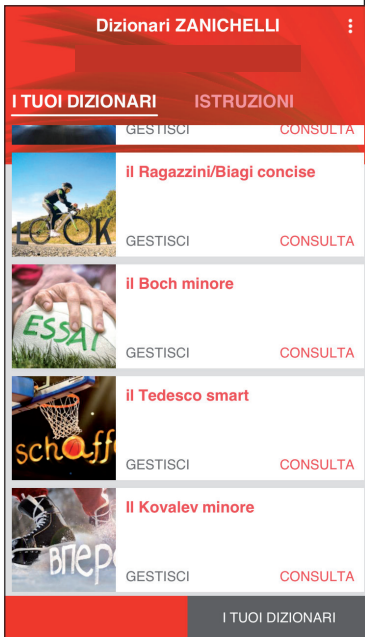 Dizionari ZANICHELLI
I TUOI DIZIONARI ISTRUZIONI
GESTISCI CONSULTA
il Ragazzini/Biagi concise
LOOK
GESTISCI CONSULTA
il Boch minore
ESSAI
GESTISCI CONSULTA
il Tedesco smart
schaff
GESTISCI CONSULTA
Il Kovalev minore
впер
GESTISCI CONSULTA
I TUOI DIZIONARI